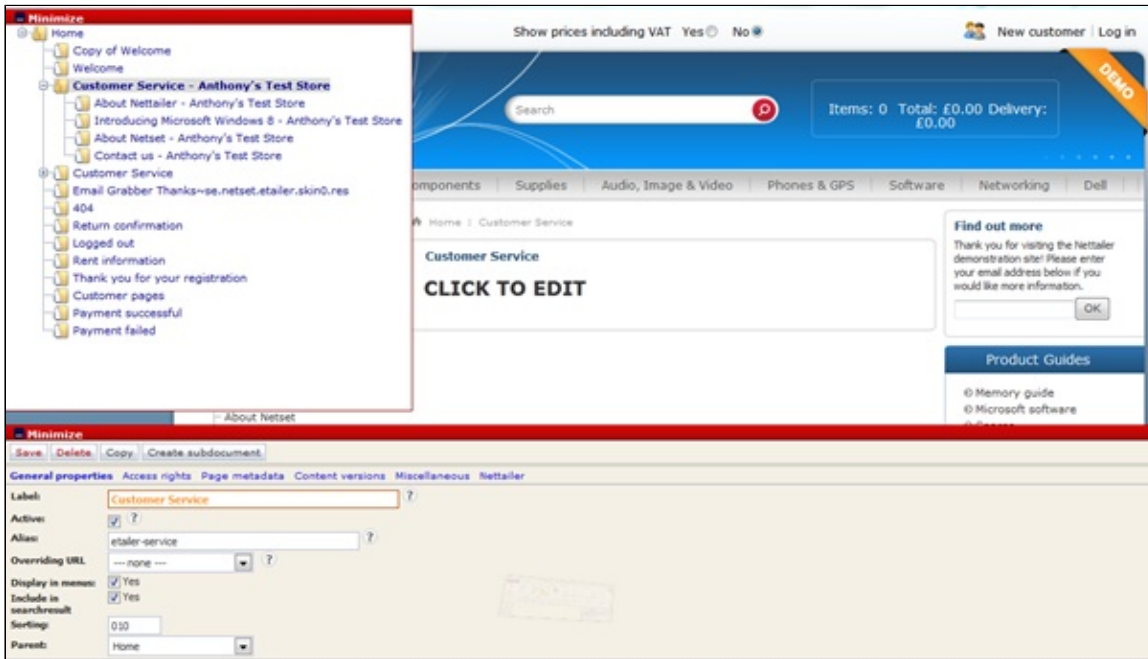 Minimize
Home
Copy of Welcome
Welcome
Customer Service - Anthony's Test Store
About Nettailer - Anthony's Test Store
Introducing Microsoft Windows 8 - Anthony's Test Store
About Netset - Anthony's Test Store
Contact us - Anthony's Test Store
Customer Service
Email Grabber Thanks~se.netset.etailer.skin0.res
404
Return confirmation
Logged out
Rent information
Thank you for your registration
Customer pages
Payment successful
Payment failed
Show prices including VAT Yes No
New customer | Log in
DEMO
Search
Items: 0 Total: £0.00 Delivery:
£0.00
omponents Supplies Audio, Image & Video Phones & GPS Software Networking Dell
Home : Customer Service
Customer Service
CLICK TO EDIT
Find out more
Thank you for visiting the Nettailer
demonstration site! Please enter
your email address below if you
would like more information.
OK
Product Guides
Memory guide
Microsoft software
About Netset
Minimize
Save Delete Copy Create subdocument
General properties Access rights Page metadata Content versions Miscellaneous Nettailer
Label: Customer Service ?
Active: ?
Alias: etailer-service ?
Overriding URL --- none --- ?
Display in menus: Yes
Include in searchresult Yes
Sorting: 010
Parent: Home